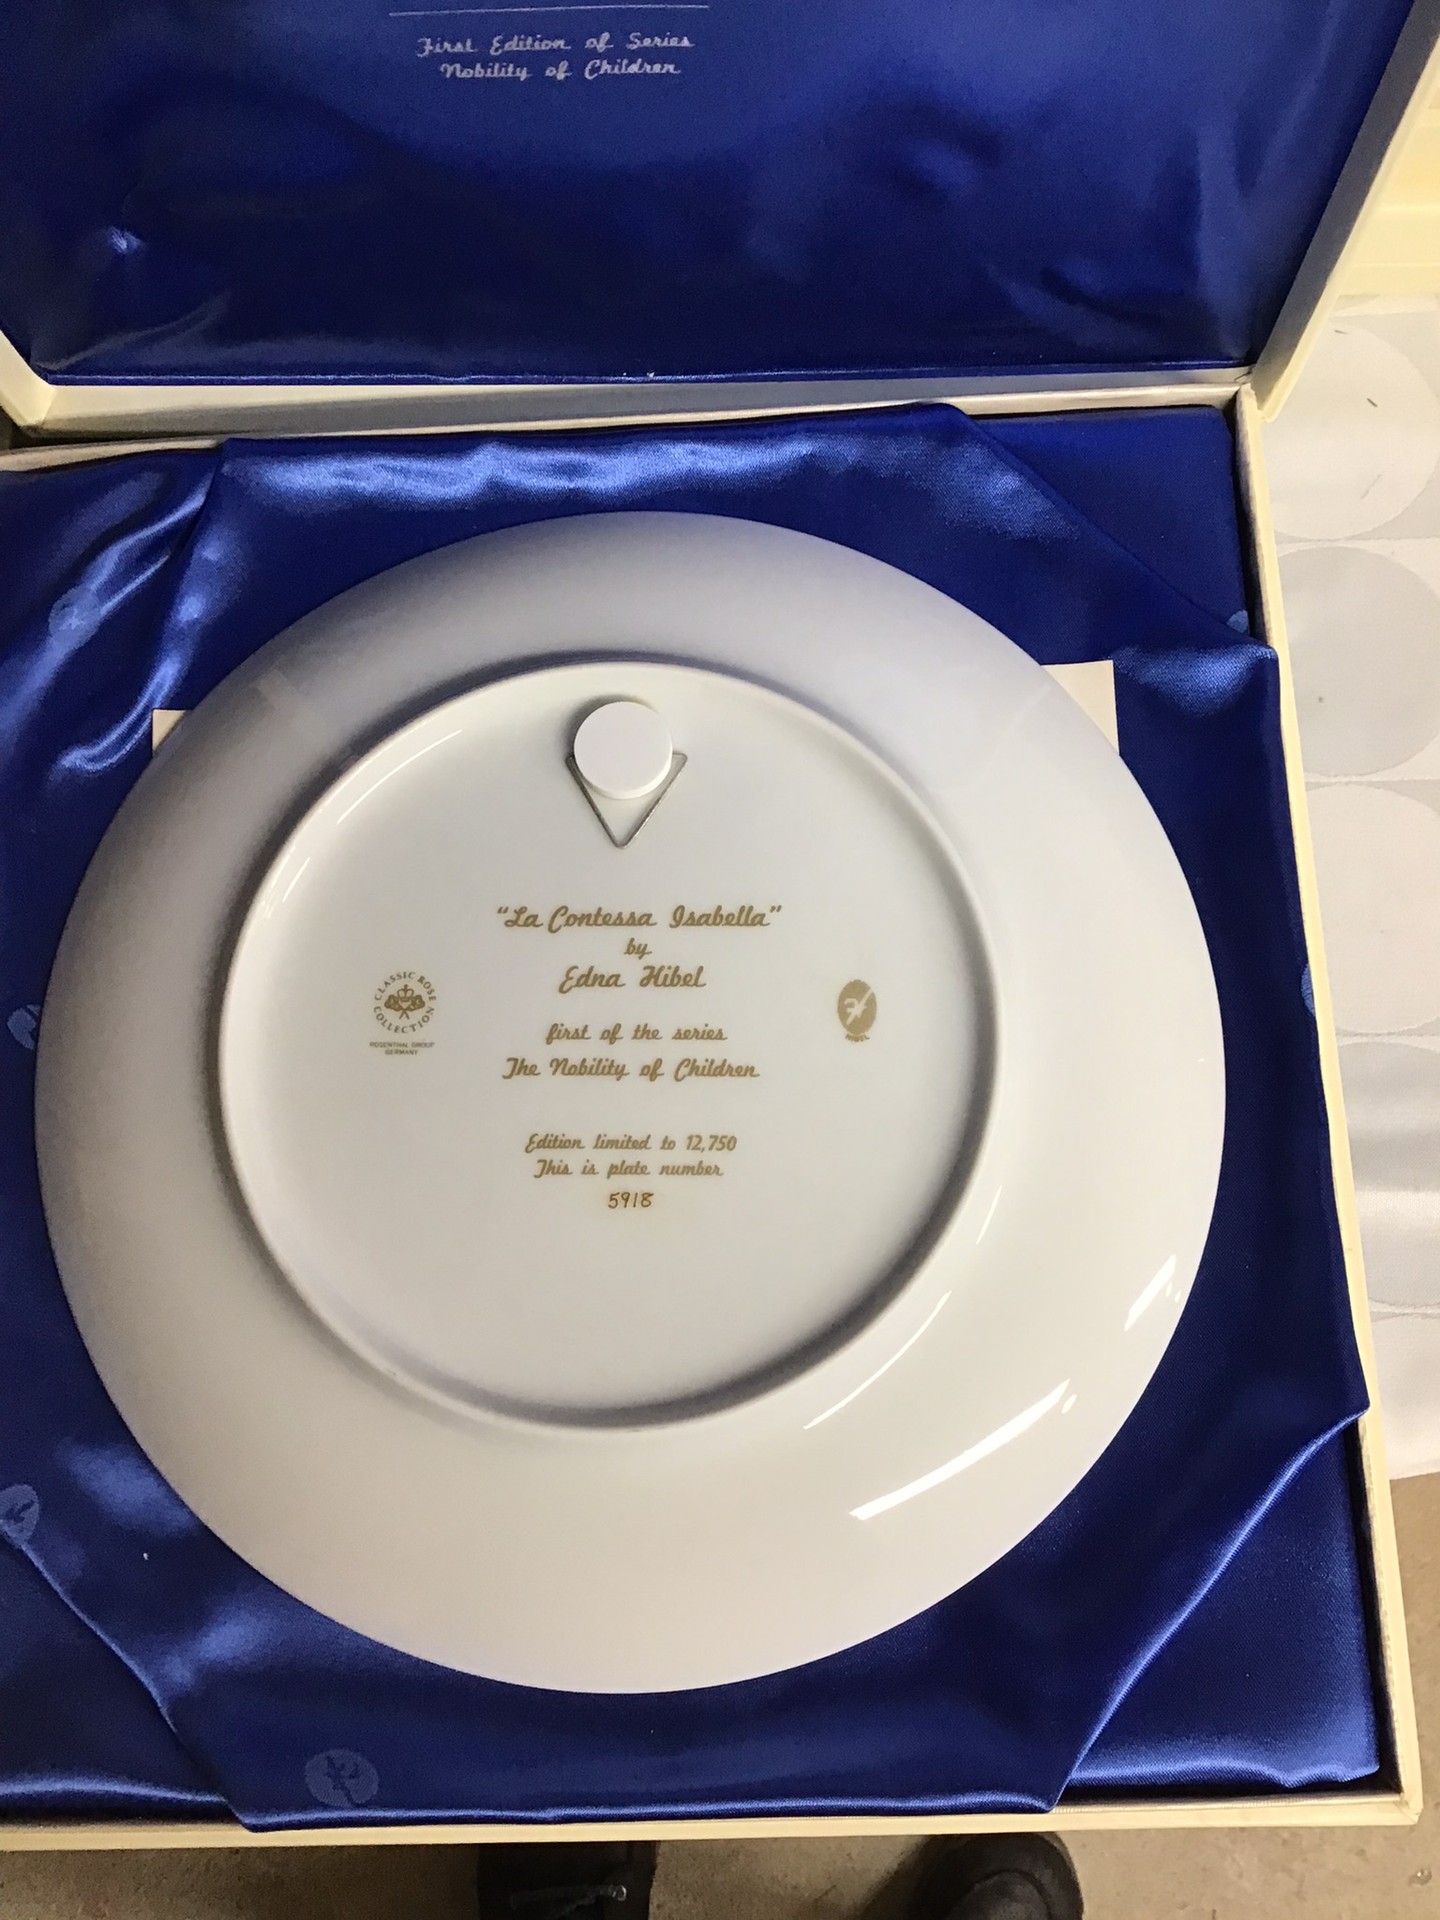 First Edition of Series
Nobility of Children
"La Contessa Isabella"
by
Edna Hibel
first of the series
The Nobility of Children
Edition limited to 12,750
This is plate number
5918
CLASSIC ROSE COLLECTION
ROSENTHAL GROUP
GERMANY
HIBEL